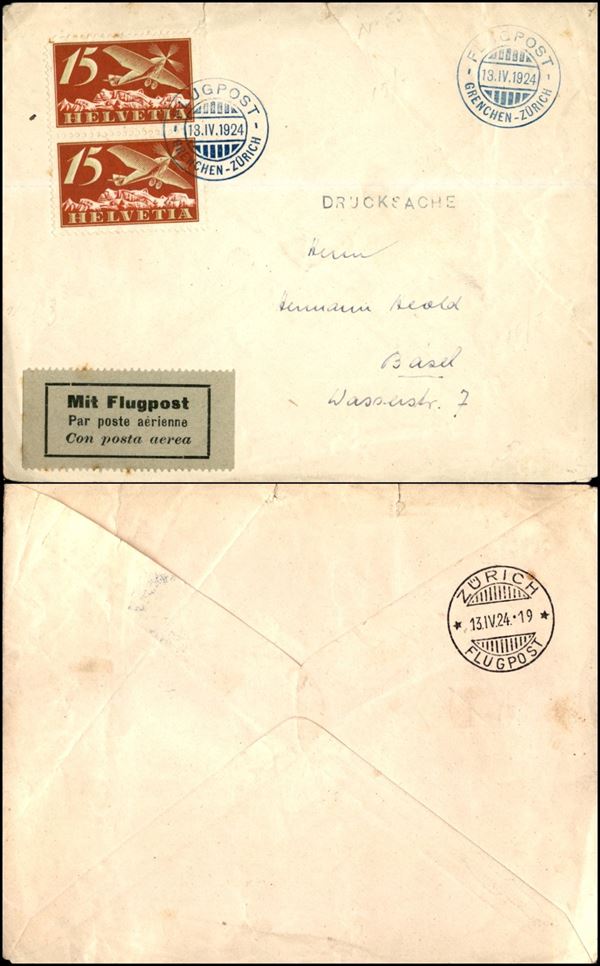 15
HELVETIA
15
HELVETIA
FLUGPOST
13.IV.1924
GRENCHEN-ZÜRICH
FLUGPOST
13.IV.1924
GRENCHEN-ZÜRICH
DRUCKSACHE
Herrn
Hermann
Basel
Wasserstr. 7
Mit Flugpost
Par poste aérienne
Con posta aerea
ZÜRICH
13.IV.24.·19
FLUGPOST